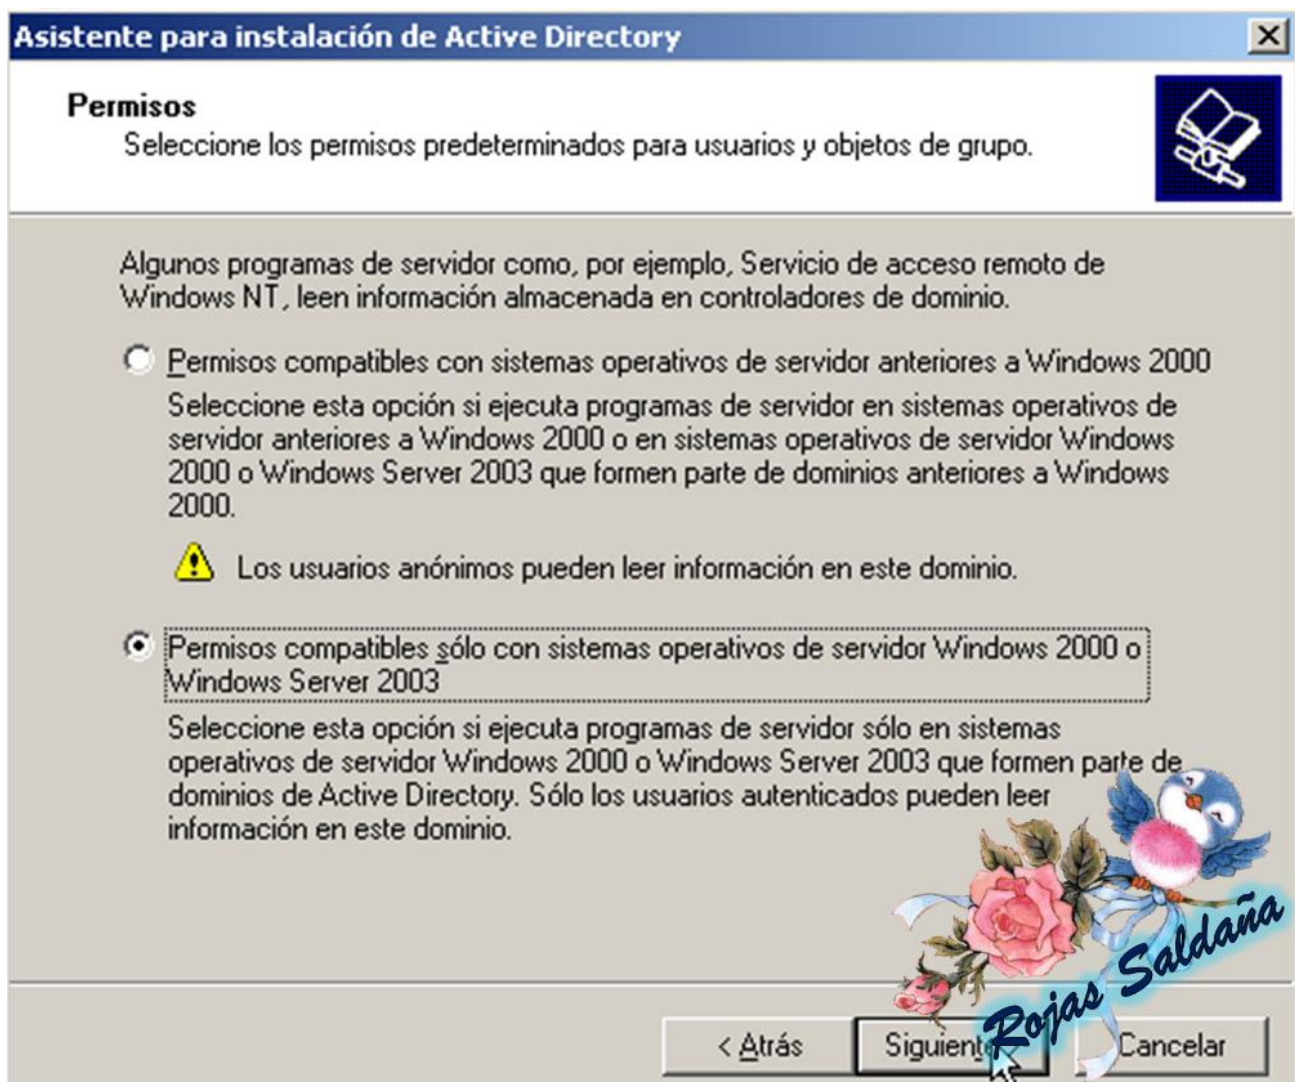 Asistente para instalación de Active Directory
Permisos
Seleccione los permisos predeterminados para usuarios y objetos de grupo.
Algunos programas de servidor como, por ejemplo, Servicio de acceso remoto de
Windows NT, leen información almacenada en controladores de dominio.
Permisos compatibles con sistemas operativos de servidor anteriores a Windows 2000
Seleccione esta opción si ejecuta programas de servidor en sistemas operativos de
servidor anteriores a Windows 2000 o en sistemas operativos de servidor Windows
2000 o Windows Server 2003 que formen parte de dominios anteriores a Windows
2000.
Los usuarios anónimos pueden leer información en este dominio.
Permisos compatibles sólo con sistemas operativos de servidor Windows 2000 o
Windows Server 2003
Seleccione esta opción si ejecuta programas de servidor sólo en sistemas
operativos de servidor Windows 2000 o Windows Server 2003 que formen parte de
dominios de Active Directory. Sólo los usuarios autenticados pueden leer
información en este dominio.
Rojas Saldaña
< Atrás
Siguiente >
Cancelar